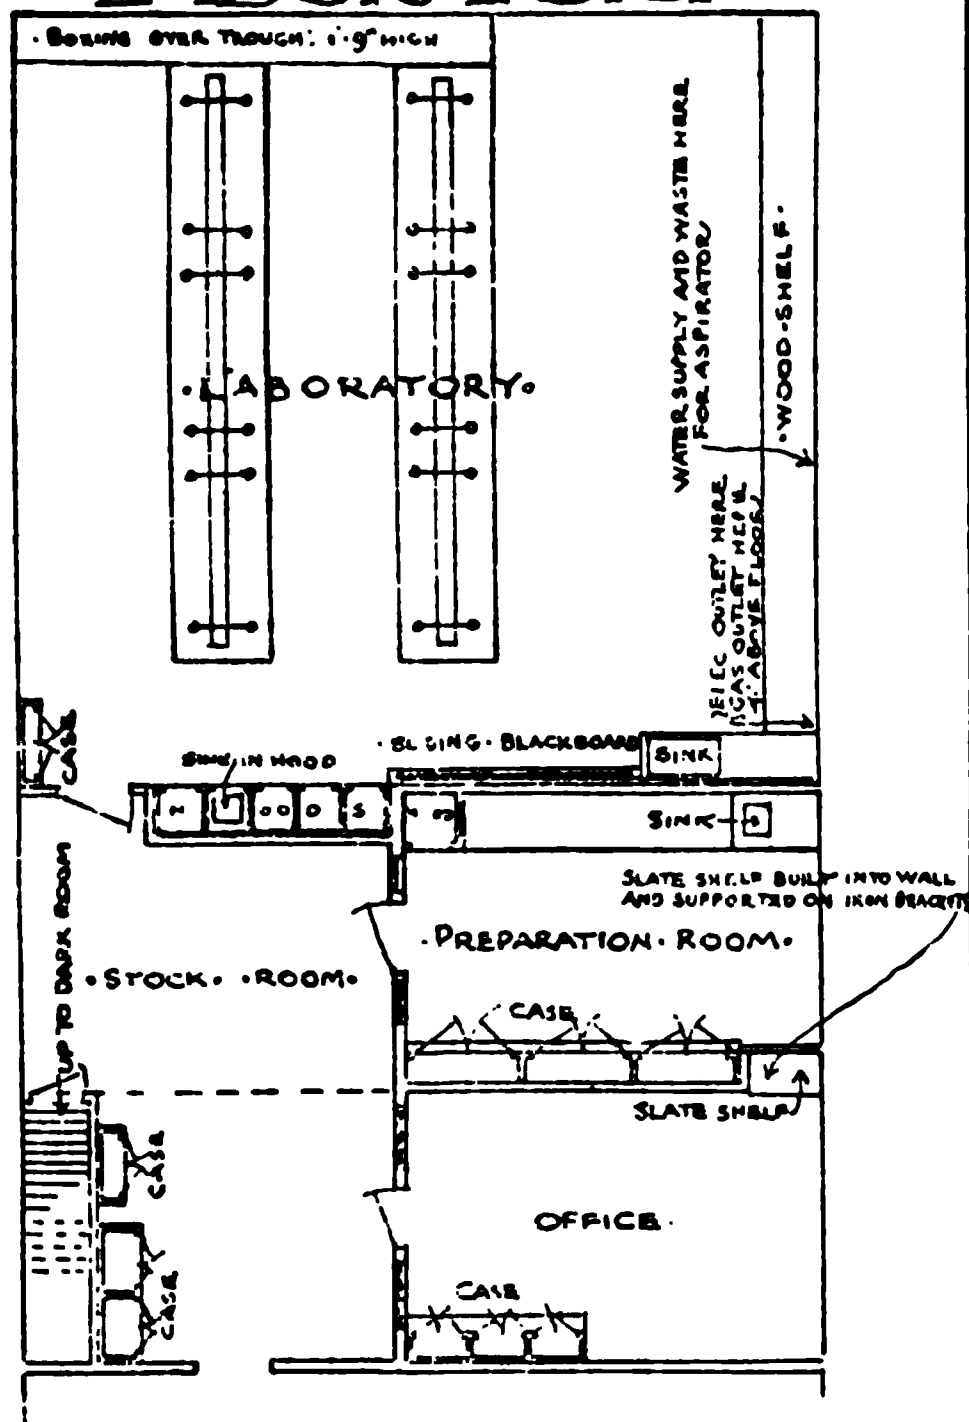 BOXING OVER TROUGH: 1'-9" HIGH
WATER SUPPLY AND WASTE HERE
FOR ASPIRATOR
·WOOD·SHELF·
·LABORATORY·
ELEC OUTLET HERE
GAS OUTLET HERE
ABOVE FLOOR
CASE
SINK IN HOOD
BLACKBOARD
SINK
SINK
SLATE SHELF BUILT INTO WALL
AND SUPPORTED ON IRON BRACKETS
UP TO DARK ROOM
·STOCK· ·ROOM·
·PREPARATION· ROOM·
CASE
SLATE SHELF
CASE
OFFICE·
CASE
CASE